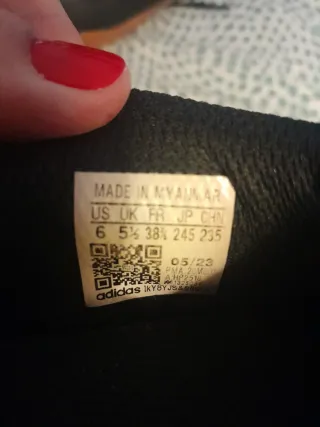 MADE IN MYANMAR
US UK FR JP CHN
6 5½ 38⅔ 245 235
05/23
adidas